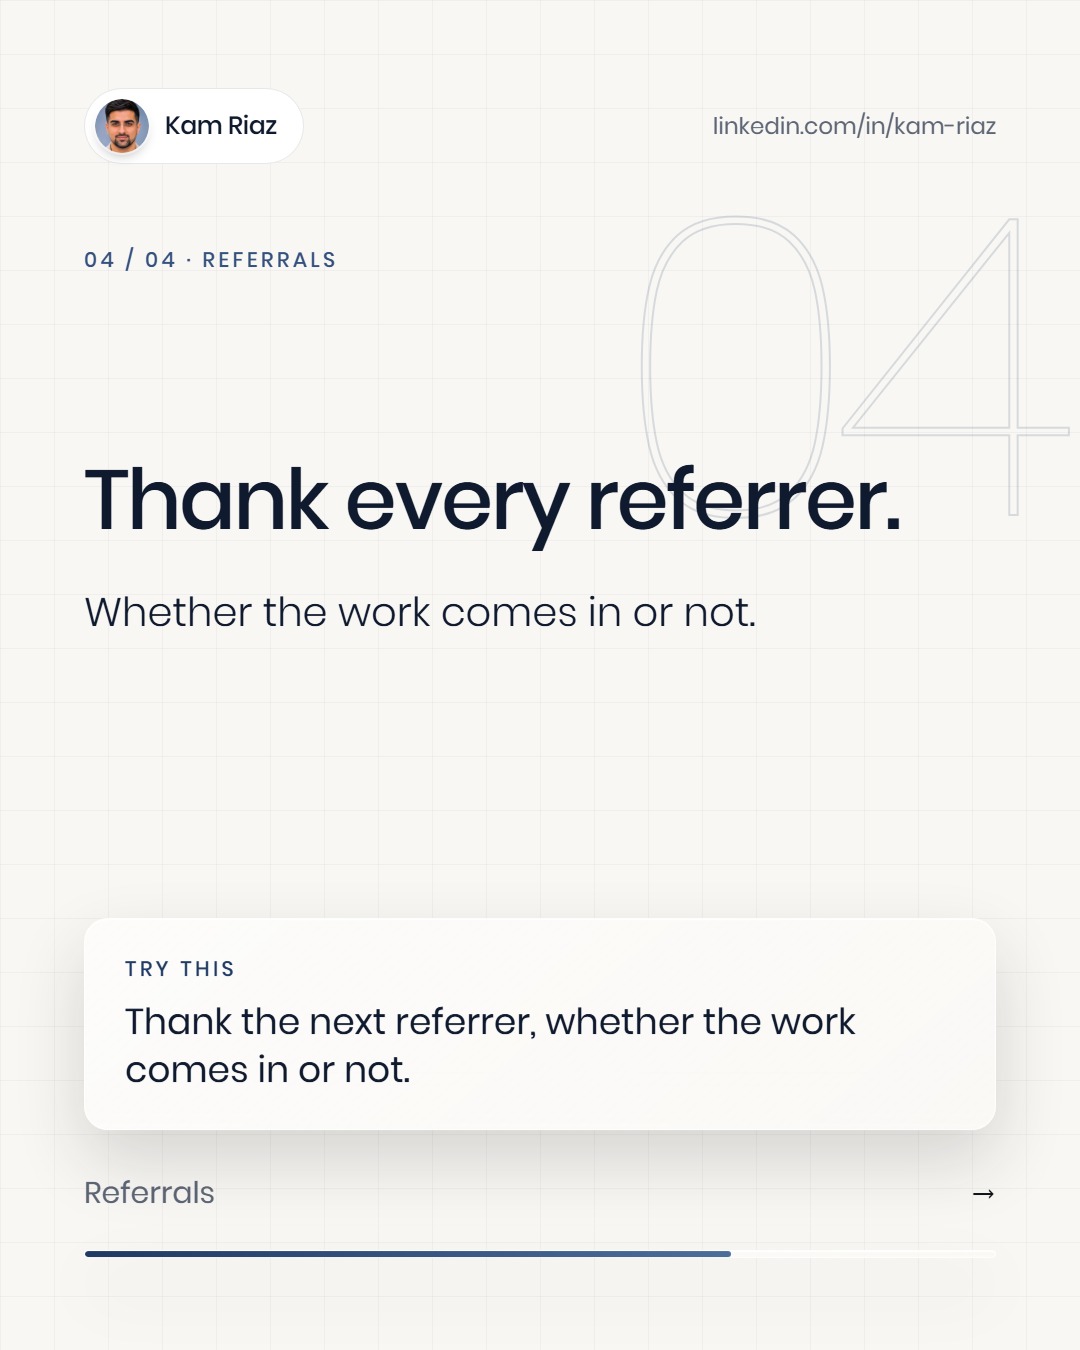 Kam Riaz
linkedin.com/in/kam-riaz
04 / 04 · REFERRALS
04
Thank every referrer.
Whether the work comes in or not.
TRY THIS
Thank the next referrer, whether the work
comes in or not.
Referrals →